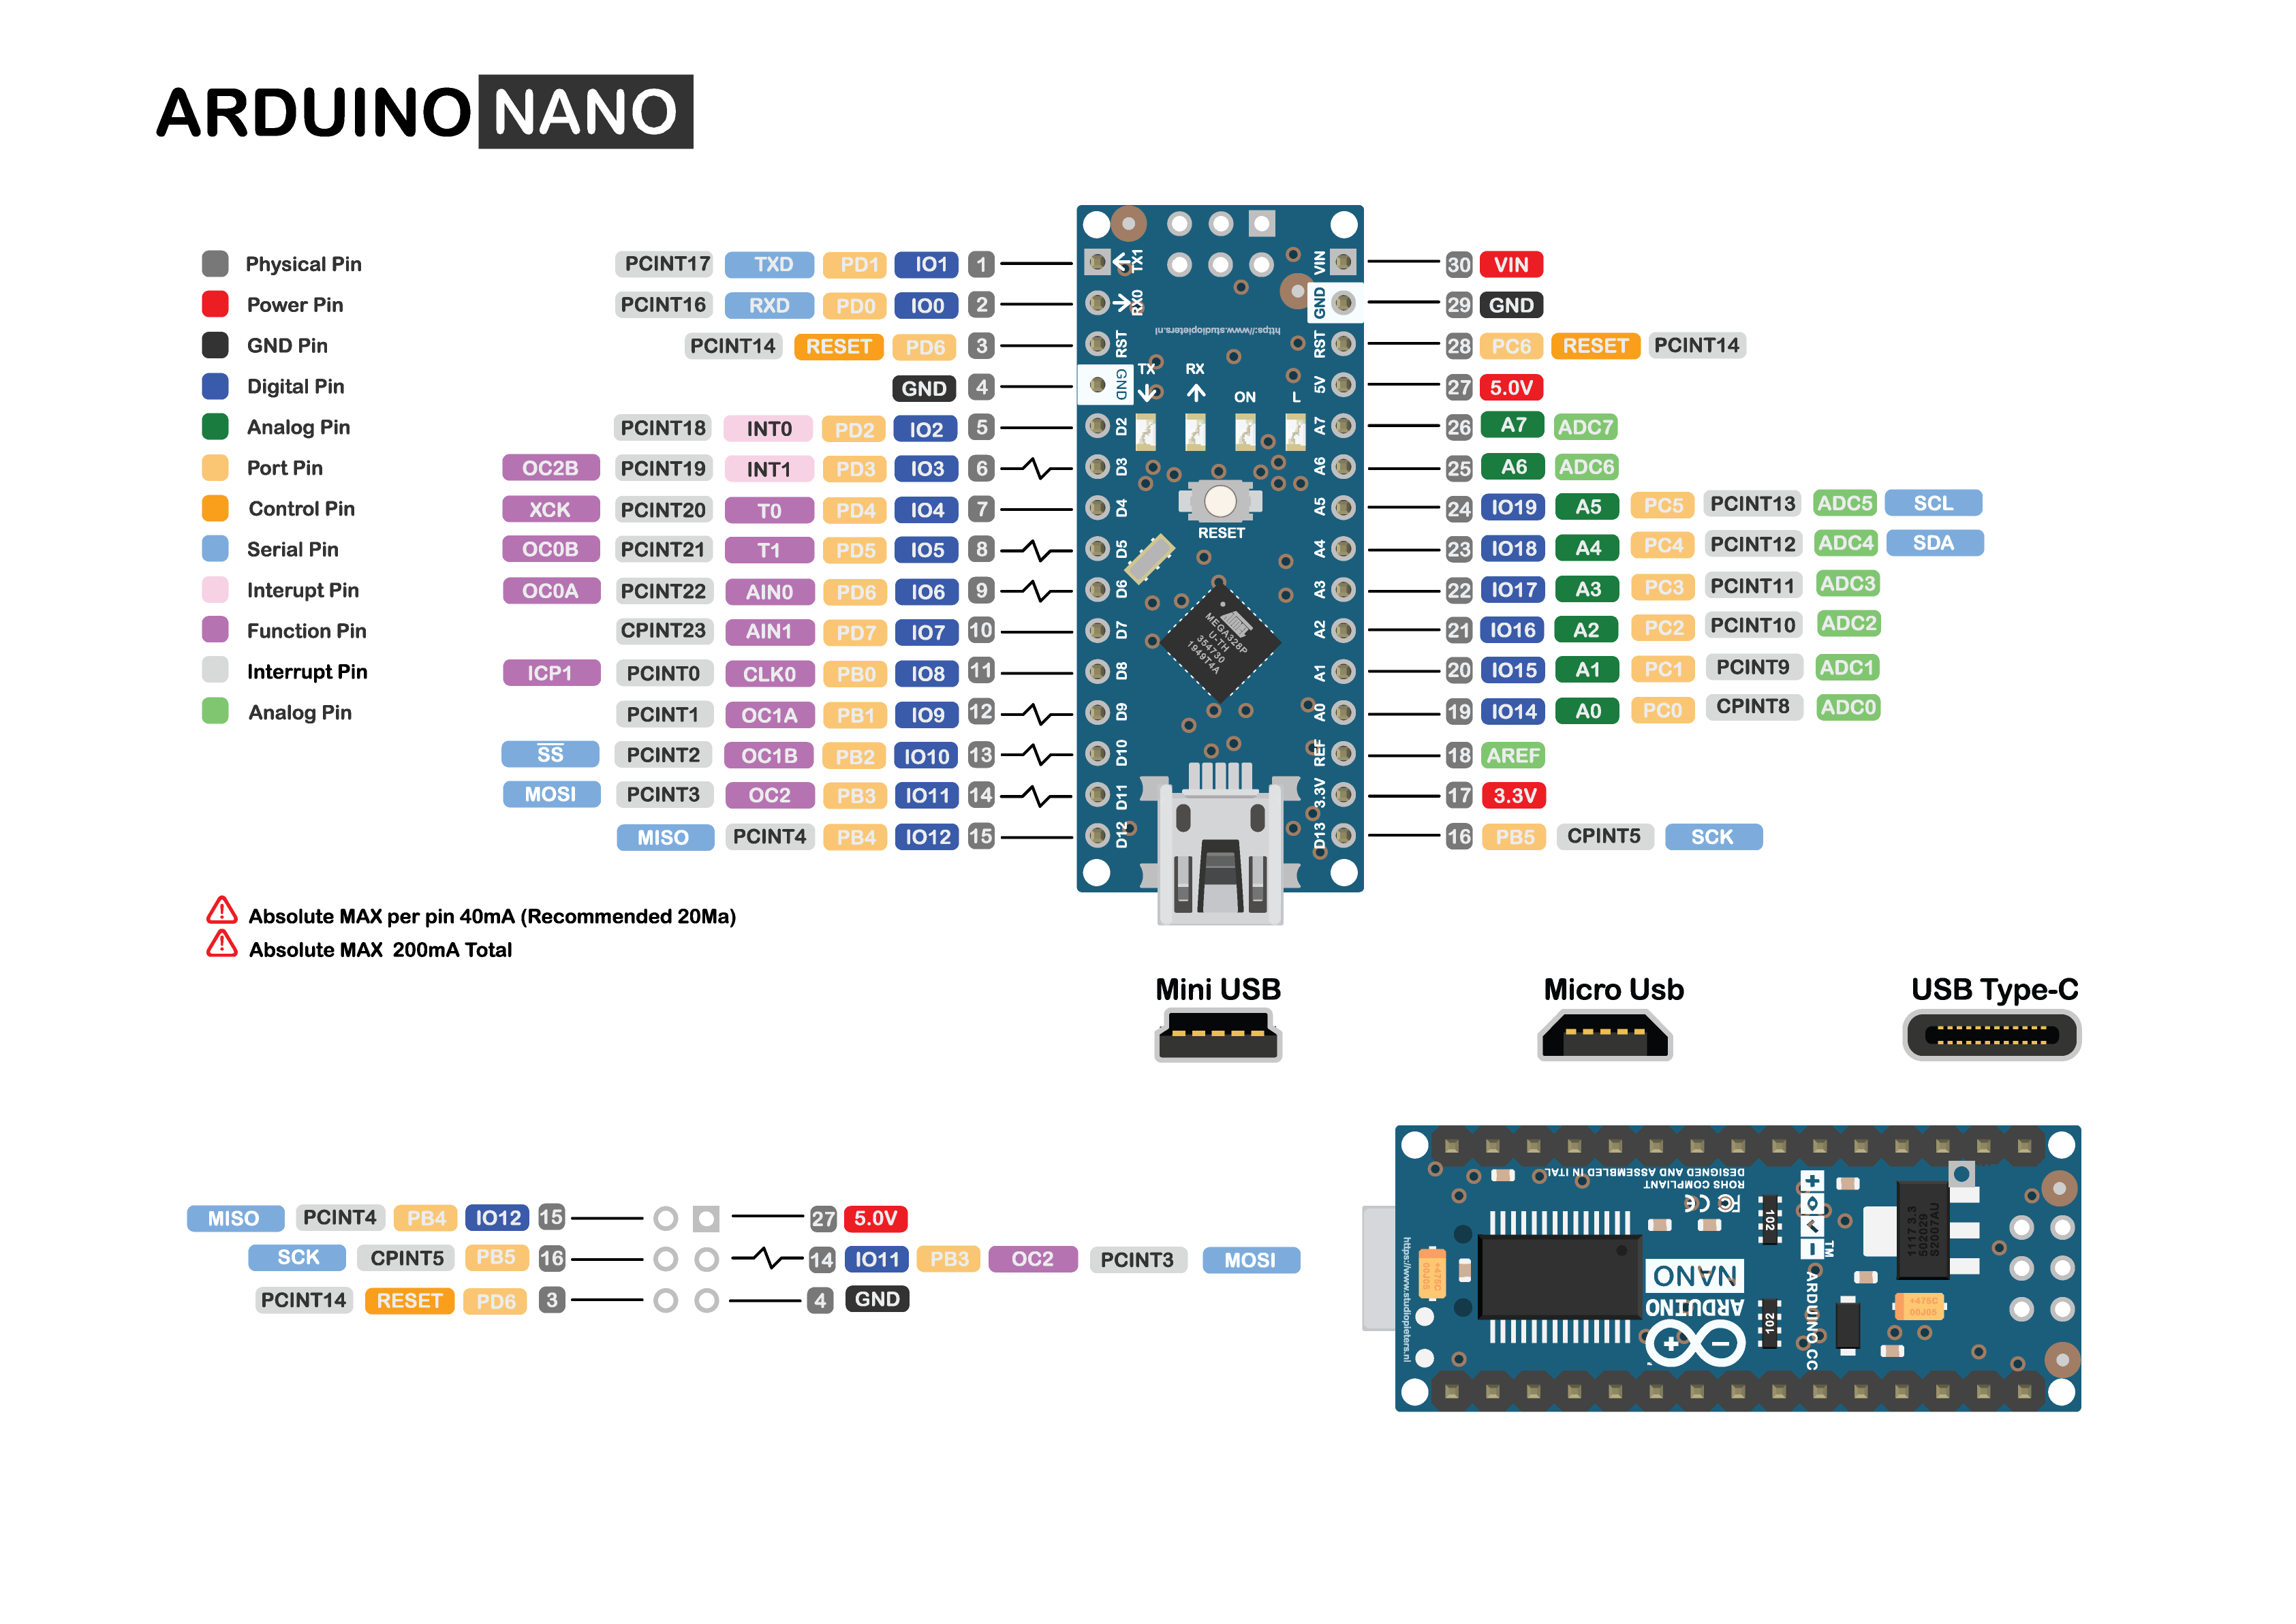 ARDUINO NANO
Physical Pin
Power Pin
GND Pin
Digital Pin
Analog Pin
Port Pin
Control Pin
Serial Pin
Interupt Pin
Function Pin
Interrupt Pin
Analog Pin
PCINT17 TXD PD1 IO1 1
PCINT16 RXD PD0 IO0 2
PCINT14 RESET PD6 3
GND 4
PCINT18 INT0 PD2 IO2 5
OC2B PCINT19 INT1 PD3 IO3 6
XCK PCINT20 T0 PD4 IO4 7
OC0B PCINT21 T1 PD5 IO5 8
OC0A PCINT22 AIN0 PD6 IO6 9
CPINT23 AIN1 PD7 IO7 10
ICP1 PCINT0 CLK0 PB0 IO8 11
PCINT1 OC1A PB1 IO9 12
SS PCINT2 OC1B PB2 IO10 13
MOSI PCINT3 OC2 PB3 IO11 14
MISO PCINT4 PB4 IO12 15
TX1
RX0
RST
GND
D2
D3
D4
D5
D6
D7
D8
D9
D10
D11
D12
https://www.studiopieters.nl
TX RX
ON L
RESET
MEGA328P
U-TH
354730
1949T4A
VIN
GND
RST
5V
A7
A6
A5
A4
A3
A2
A1
A0
REF
3.3V
D13
30 VIN
29 GND
28 PC6 RESET PCINT14
27 5.0V
26 A7 ADC7
25 A6 ADC6
24 IO19 A5 PC5 PCINT13 ADC5 SCL
23 IO18 A4 PC4 PCINT12 ADC4 SDA
22 IO17 A3 PC3 PCINT11 ADC3
21 IO16 A2 PC2 PCINT10 ADC2
20 IO15 A1 PC1 PCINT9 ADC1
19 IO14 A0 PC0 CPINT8 ADC0
18 AREF
17 3.3V
16 PB5 CPINT5 SCK
Absolute MAX per pin 40mA (Recommended 20Ma)
Absolute MAX 200mA Total
Mini USB
Micro Usb
USB Type-C
MISO PCINT4 PB4 IO12 15
27 5.0V
SCK CPINT5 PB5 16
14 IO11 PB3 OC2 PCINT3 MOSI
PCINT14 RESET PD6 3
4 GND
DESIGNED AND ASSEMBLED IN ITAL
ROHS COMPLIANT
FC CE
NANO
ARDUINO
https://www.studiopieters.nl
+475C
00J05
102
102
TM
ARDUINO.CC
1117 3.3
502029
S2007AU
+475C
00J05